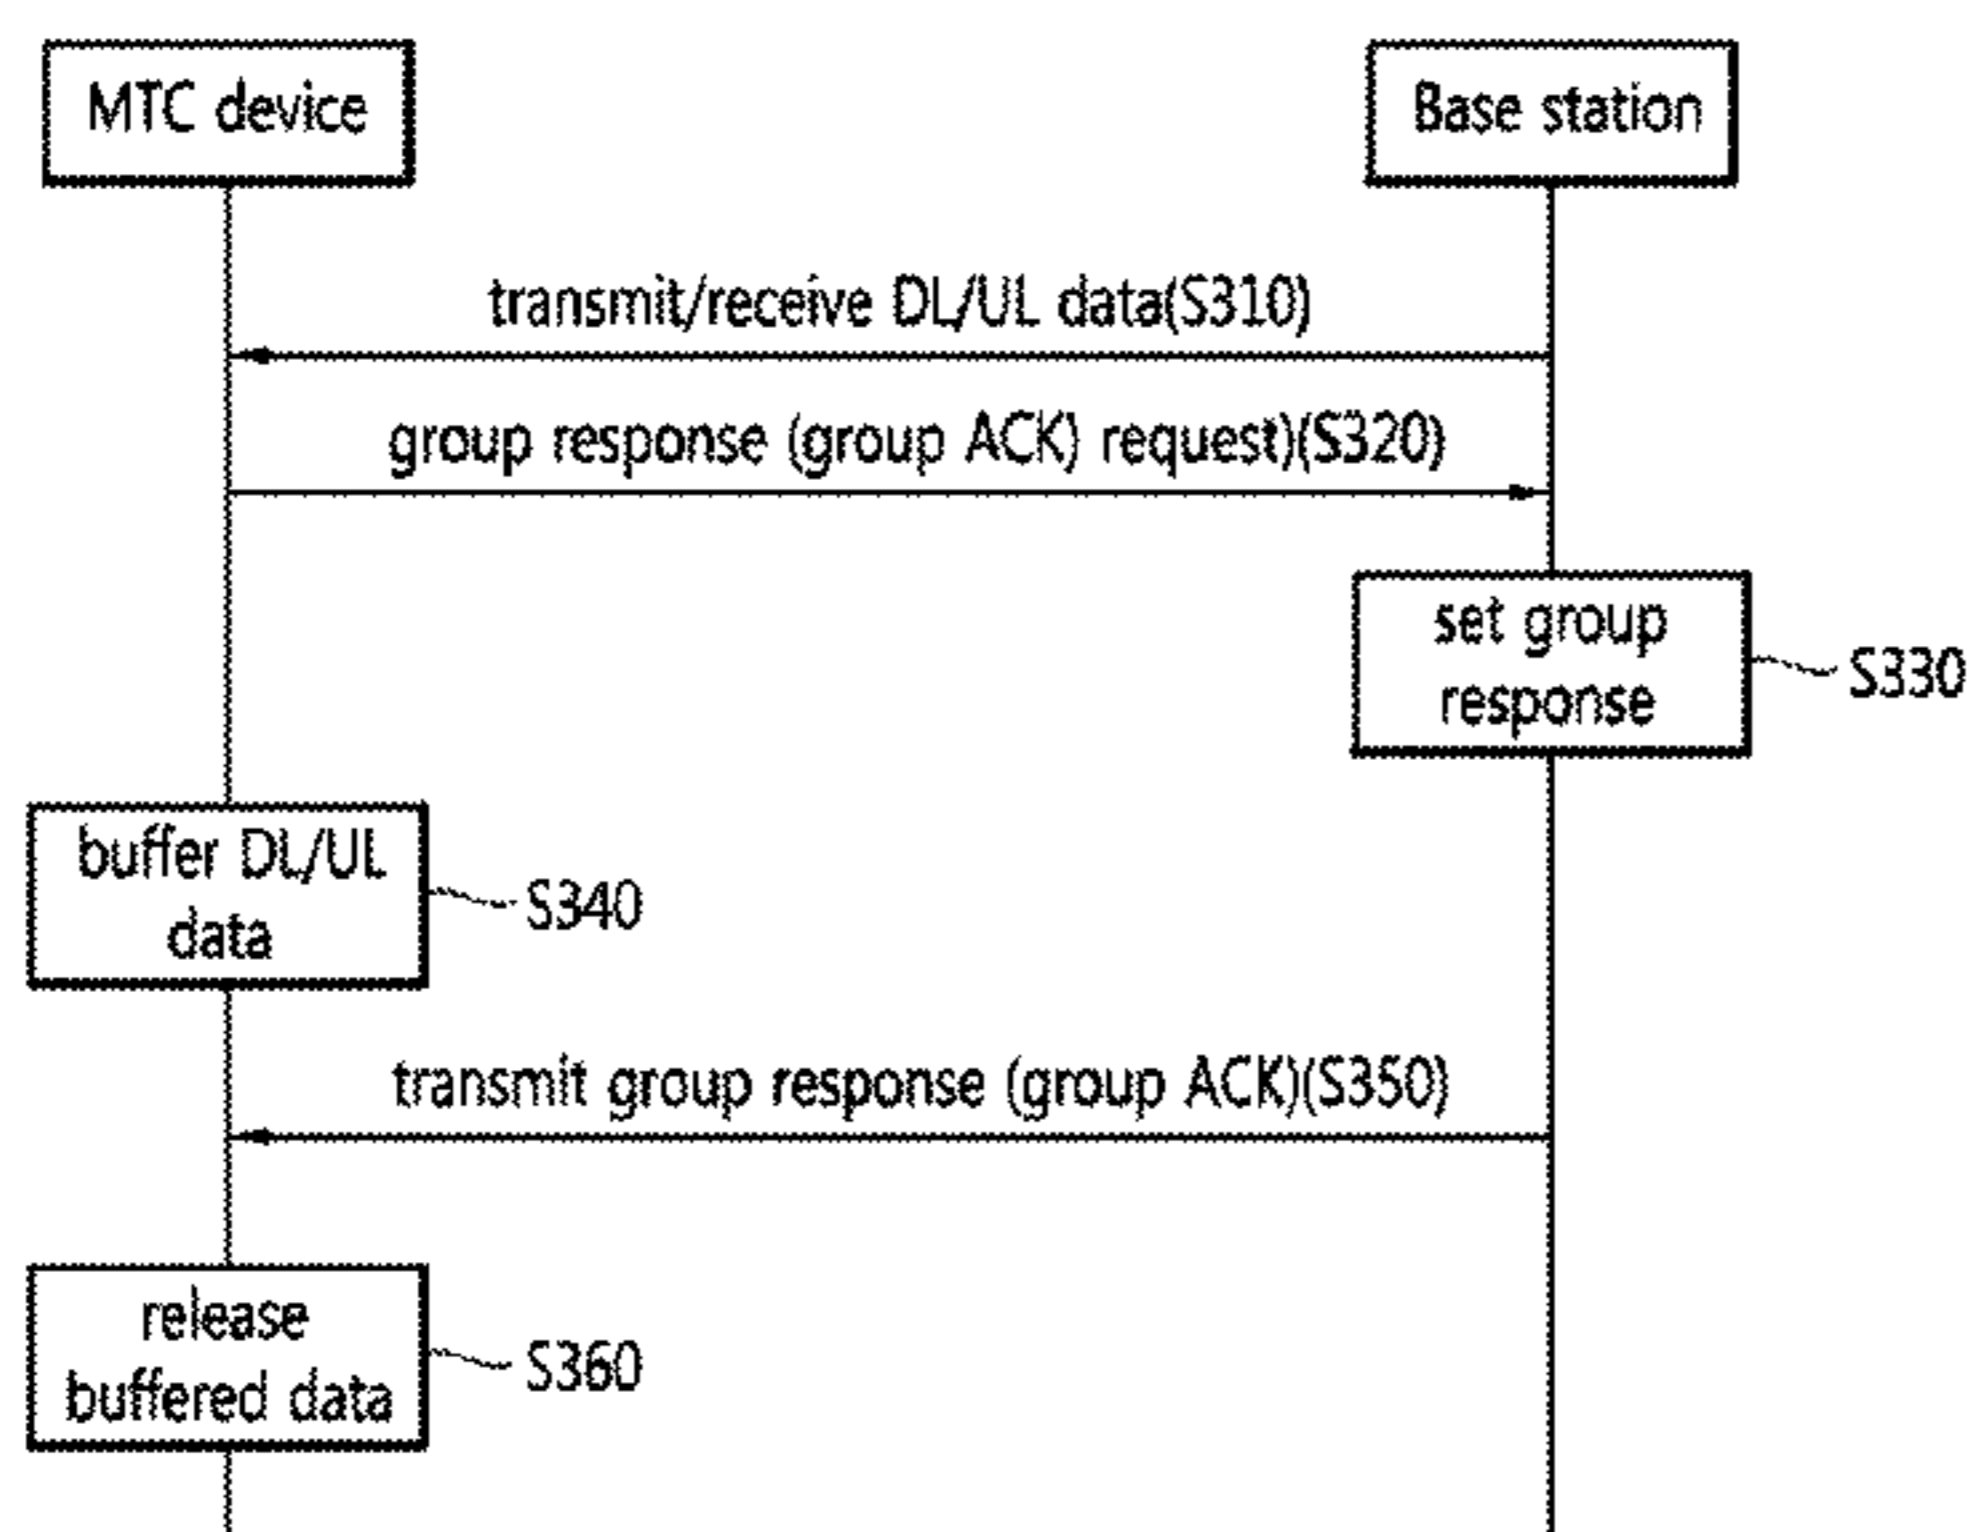 MTC device
Base station
transmit/receive DL/UL data(S310)
group response (group ACK) request)(S320)
set group
response
S330
buffer DL/UL
data
S340
transmit group response (group ACK)(S350)
release
buffered data
S360